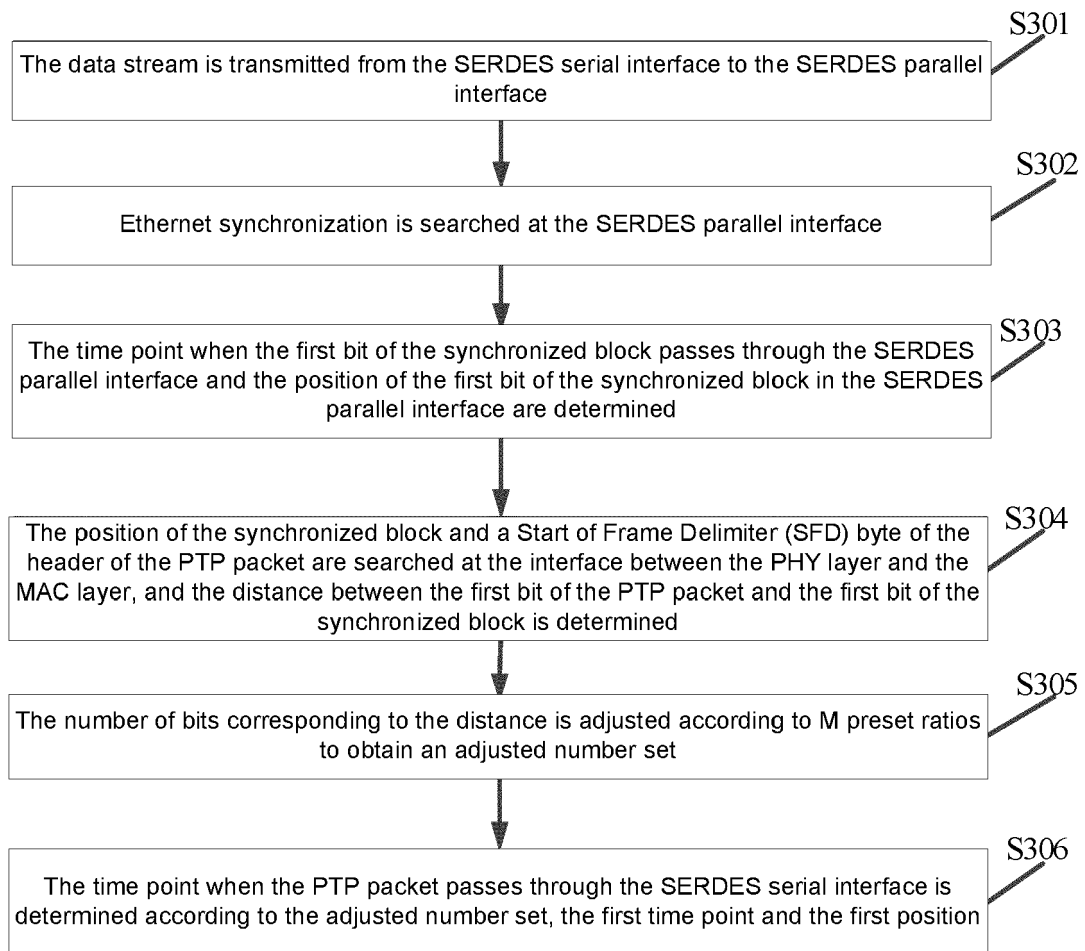 S301
The data stream is transmitted from the SERDES serial interface to the SERDES parallel
interface
S302
Ethernet synchronization is searched at the SERDES parallel interface
S303
The time point when the first bit of the synchronized block passes through the SERDES
parallel interface and the position of the first bit of the synchronized block in the SERDES
parallel interface are determined
S304
The position of the synchronized block and a Start of Frame Delimiter (SFD) byte of the
header of the PTP packet are searched at the interface between the PHY layer and the
MAC layer, and the distance between the first bit of the PTP packet and the first bit of the
synchronized block is determined
S305
The number of bits corresponding to the distance is adjusted according to M preset ratios
to obtain an adjusted number set
S306
The time point when the PTP packet passes through the SERDES serial interface is
determined according to the adjusted number set, the first time point and the first position